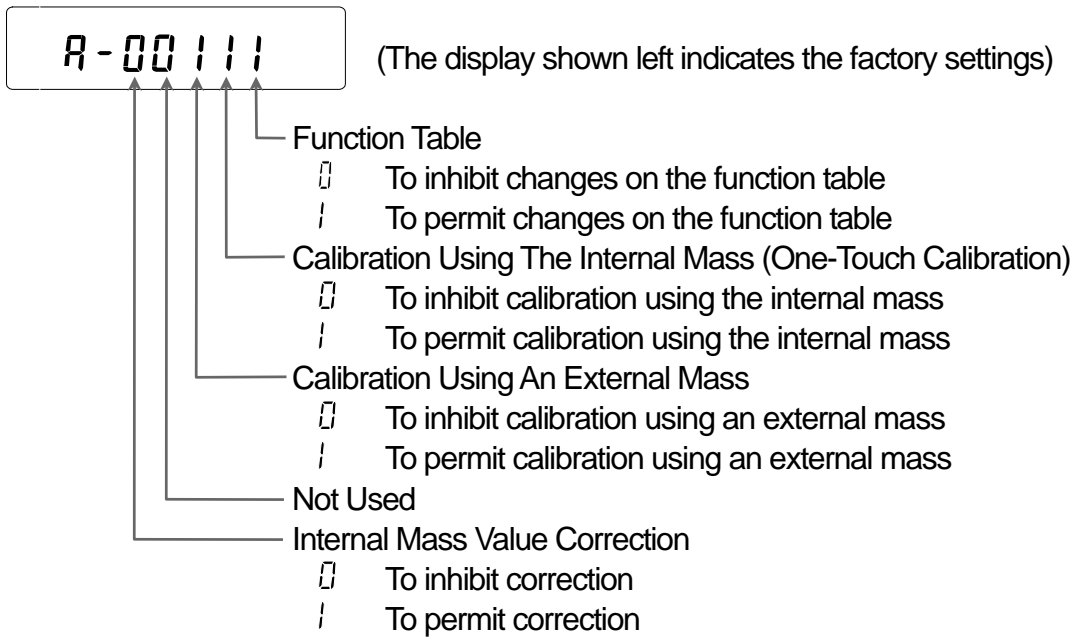 A-00111 (The display shown left indicates the factory settings)
Function Table
0 To inhibit changes on the function table
1 To permit changes on the function table
Calibration Using The Internal Mass (One-Touch Calibration)
0 To inhibit calibration using the internal mass
1 To permit calibration using the internal mass
Calibration Using An External Mass
0 To inhibit calibration using an external mass
1 To permit calibration using an external mass
Not Used
Internal Mass Value Correction
0 To inhibit correction
1 To permit correction